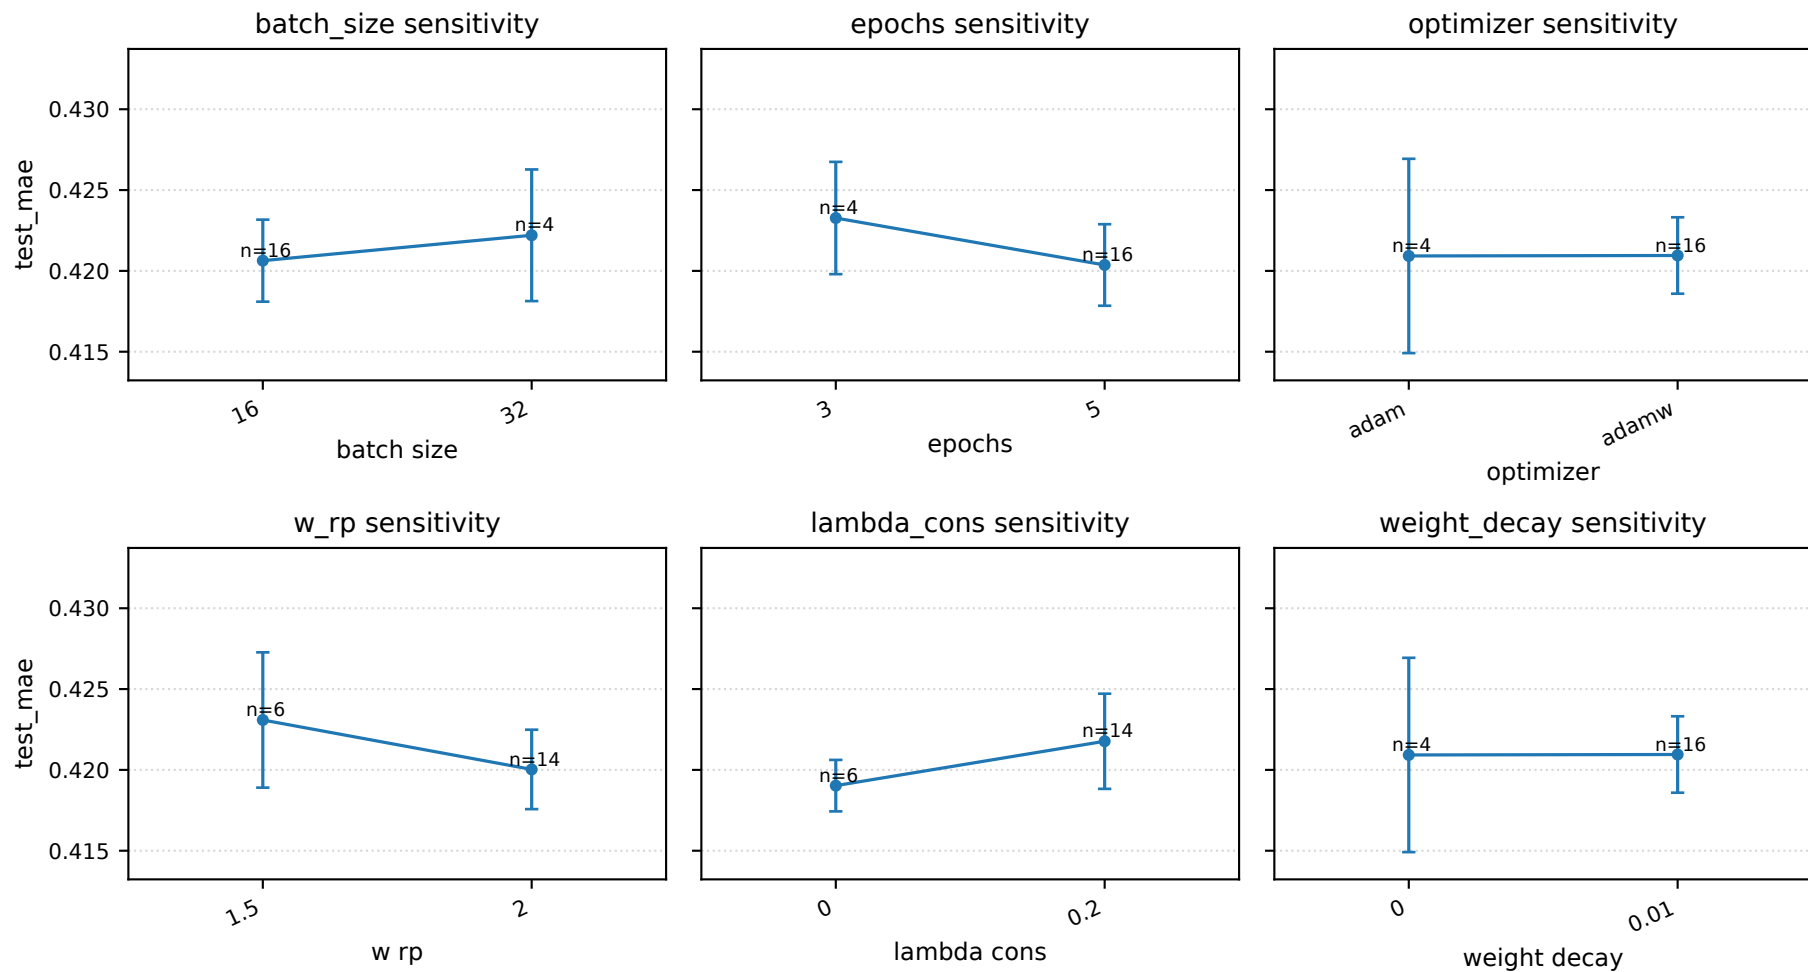 batch_size sensitivity
epochs sensitivity
optimizer sensitivity
test_mae
0.430
0.425
0.420
0.415
n=16
n=4
n=4
n=16
n=4
n=16
16
32
3
5
adam
adamw
batch size
epochs
optimizer
w_rp sensitivity
lambda_cons sensitivity
weight_decay sensitivity
test_mae
0.430
0.425
0.420
0.415
n=6
n=14
n=6
n=14
n=4
n=16
1.5
2
0
0.2
0
0.01
w rp
lambda cons
weight decay